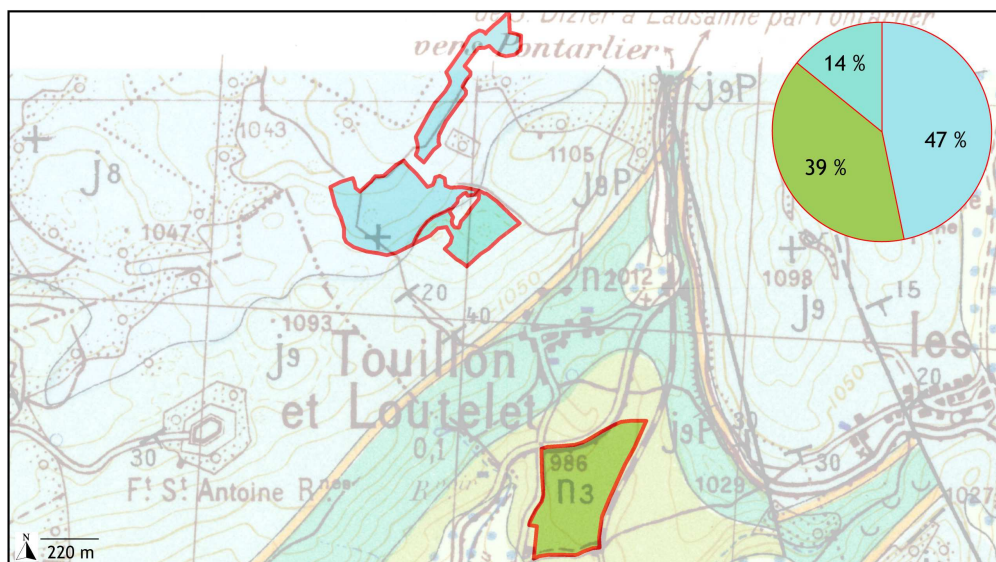 de S. Dizier à Lausanne par Pontarlier
vers Pontarlier
14 %
j9P
47 %
1043
39 %
1105
J8
j9P
1047
n2
1012
1098
20
15
40
1050
J9
1093
j9
Touillon
les
et Loutelet
20
1050
j9P
30
0,1
30
986
30
Ft St Antoine Rnes
n3
1029
1027
N
220 m